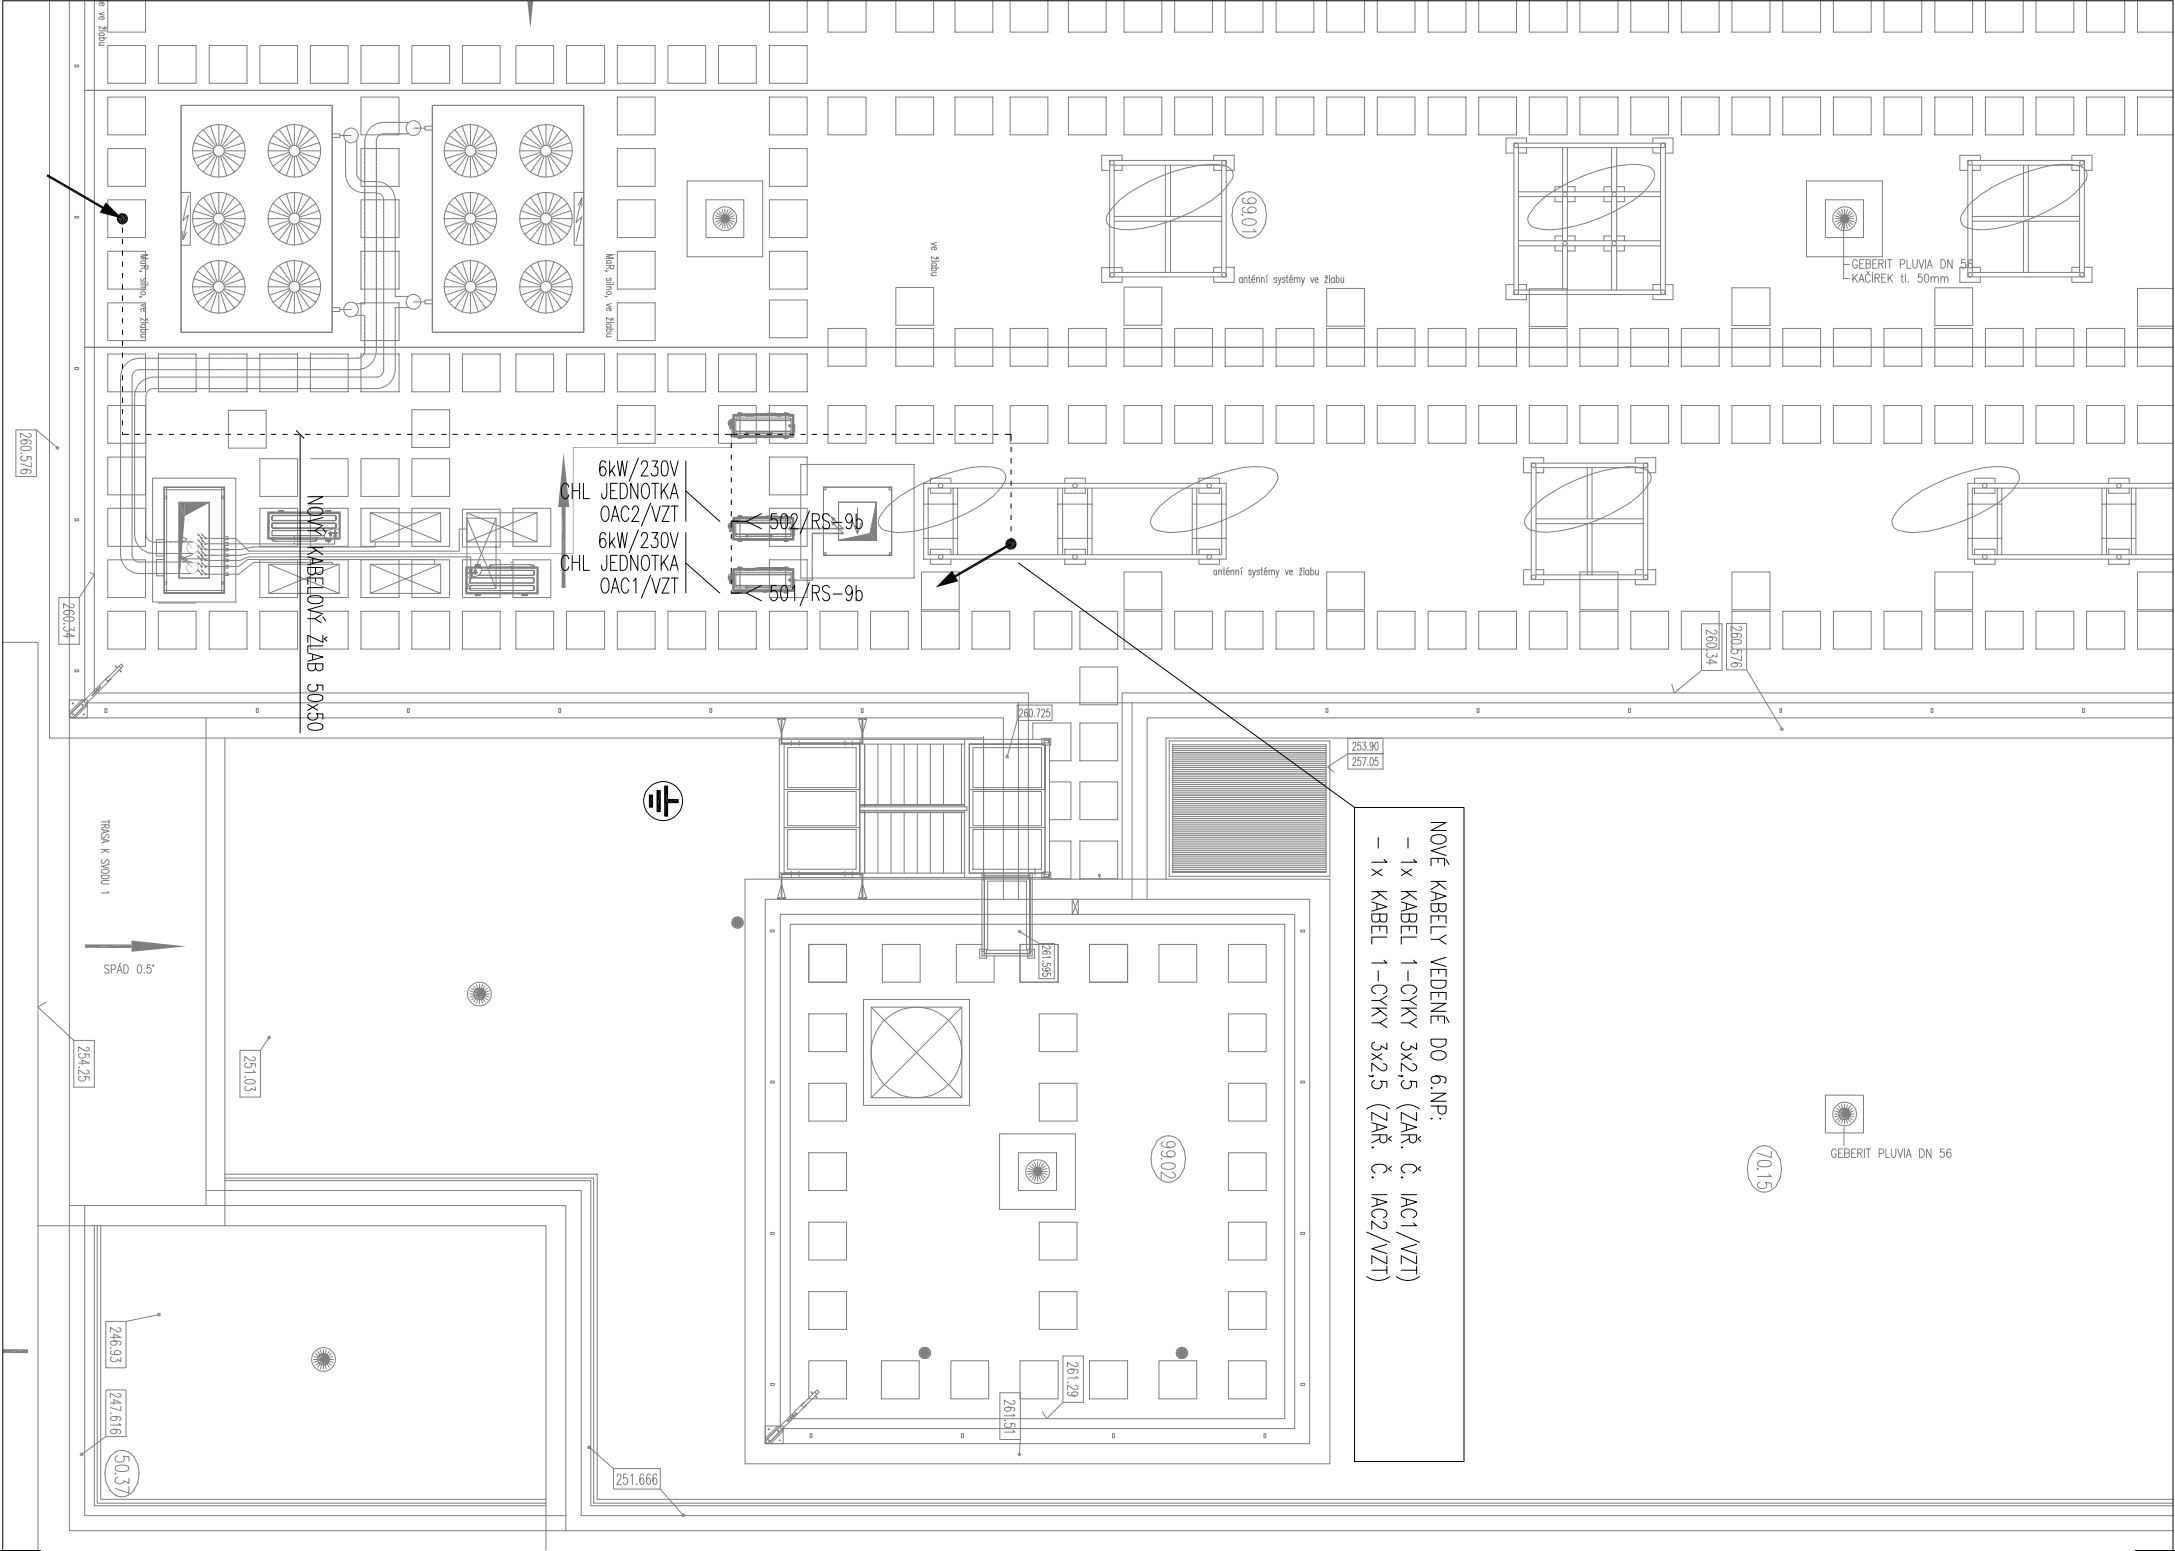 ve žlabu
MaR, silno, ve žlabu
MaR, silno, ve žlabu
ve žlabu
99.01
anténní systémy ve žlabu
GEBERIT PLUVIA DN 56
KAČÍREK tl. 50mm
260.576
260.34
NOVÝ KABELOVÝ ŽLAB 50x50
6kW/230V
CHL JEDNOTKA
OAC2/VZT
502/RS-9b
6kW/230V
CHL JEDNOTKA
OAC1/VZT
501/RS-9b
anténní systémy ve žlabu
260.34
260.576
260.725
253.90
257.05
NOVÉ KABELY VEDENÉ DO 6.NP:
- 1x KABEL 1-CYKY 3x2,5 (ZAŘ. Č. IAC1/VZT)
- 1x KABEL 1-CYKY 3x2,5 (ZAŘ. Č. IAC2/VZT)
TRASA K SVODU 1
SPÁD 0.5°
261.595
254.25
251.03
99.02
70.15
GEBERIT PLUVIA DN 56
246.93
247.616
50.37
261.29
261.51
251.666